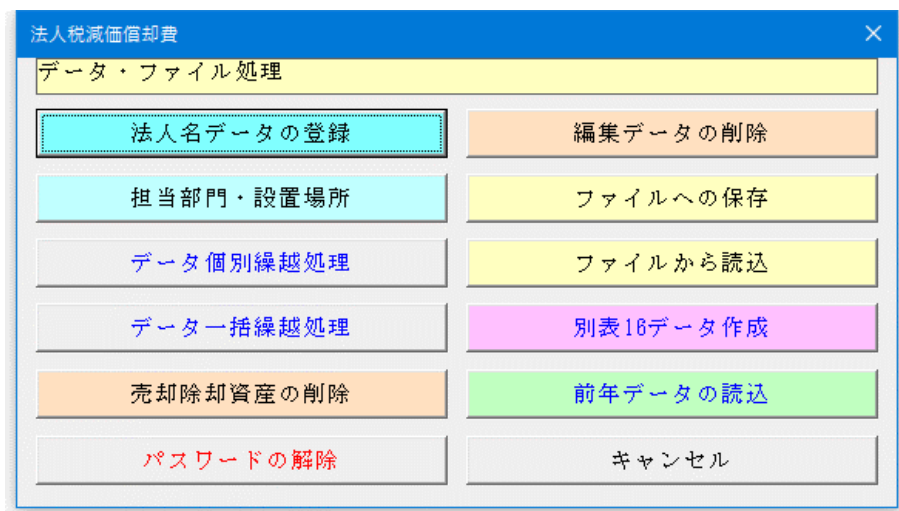 法人税減価償却費
データ・ファイル処理
法人名データの登録
編集データの削除
担当部門・設置場所
ファイルへの保存
データ個別繰越処理
ファイルから読込
データ一括繰越処理
別表16データ作成
売却除却資産の削除
前年データの読込
パスワードの解除
キャンセル